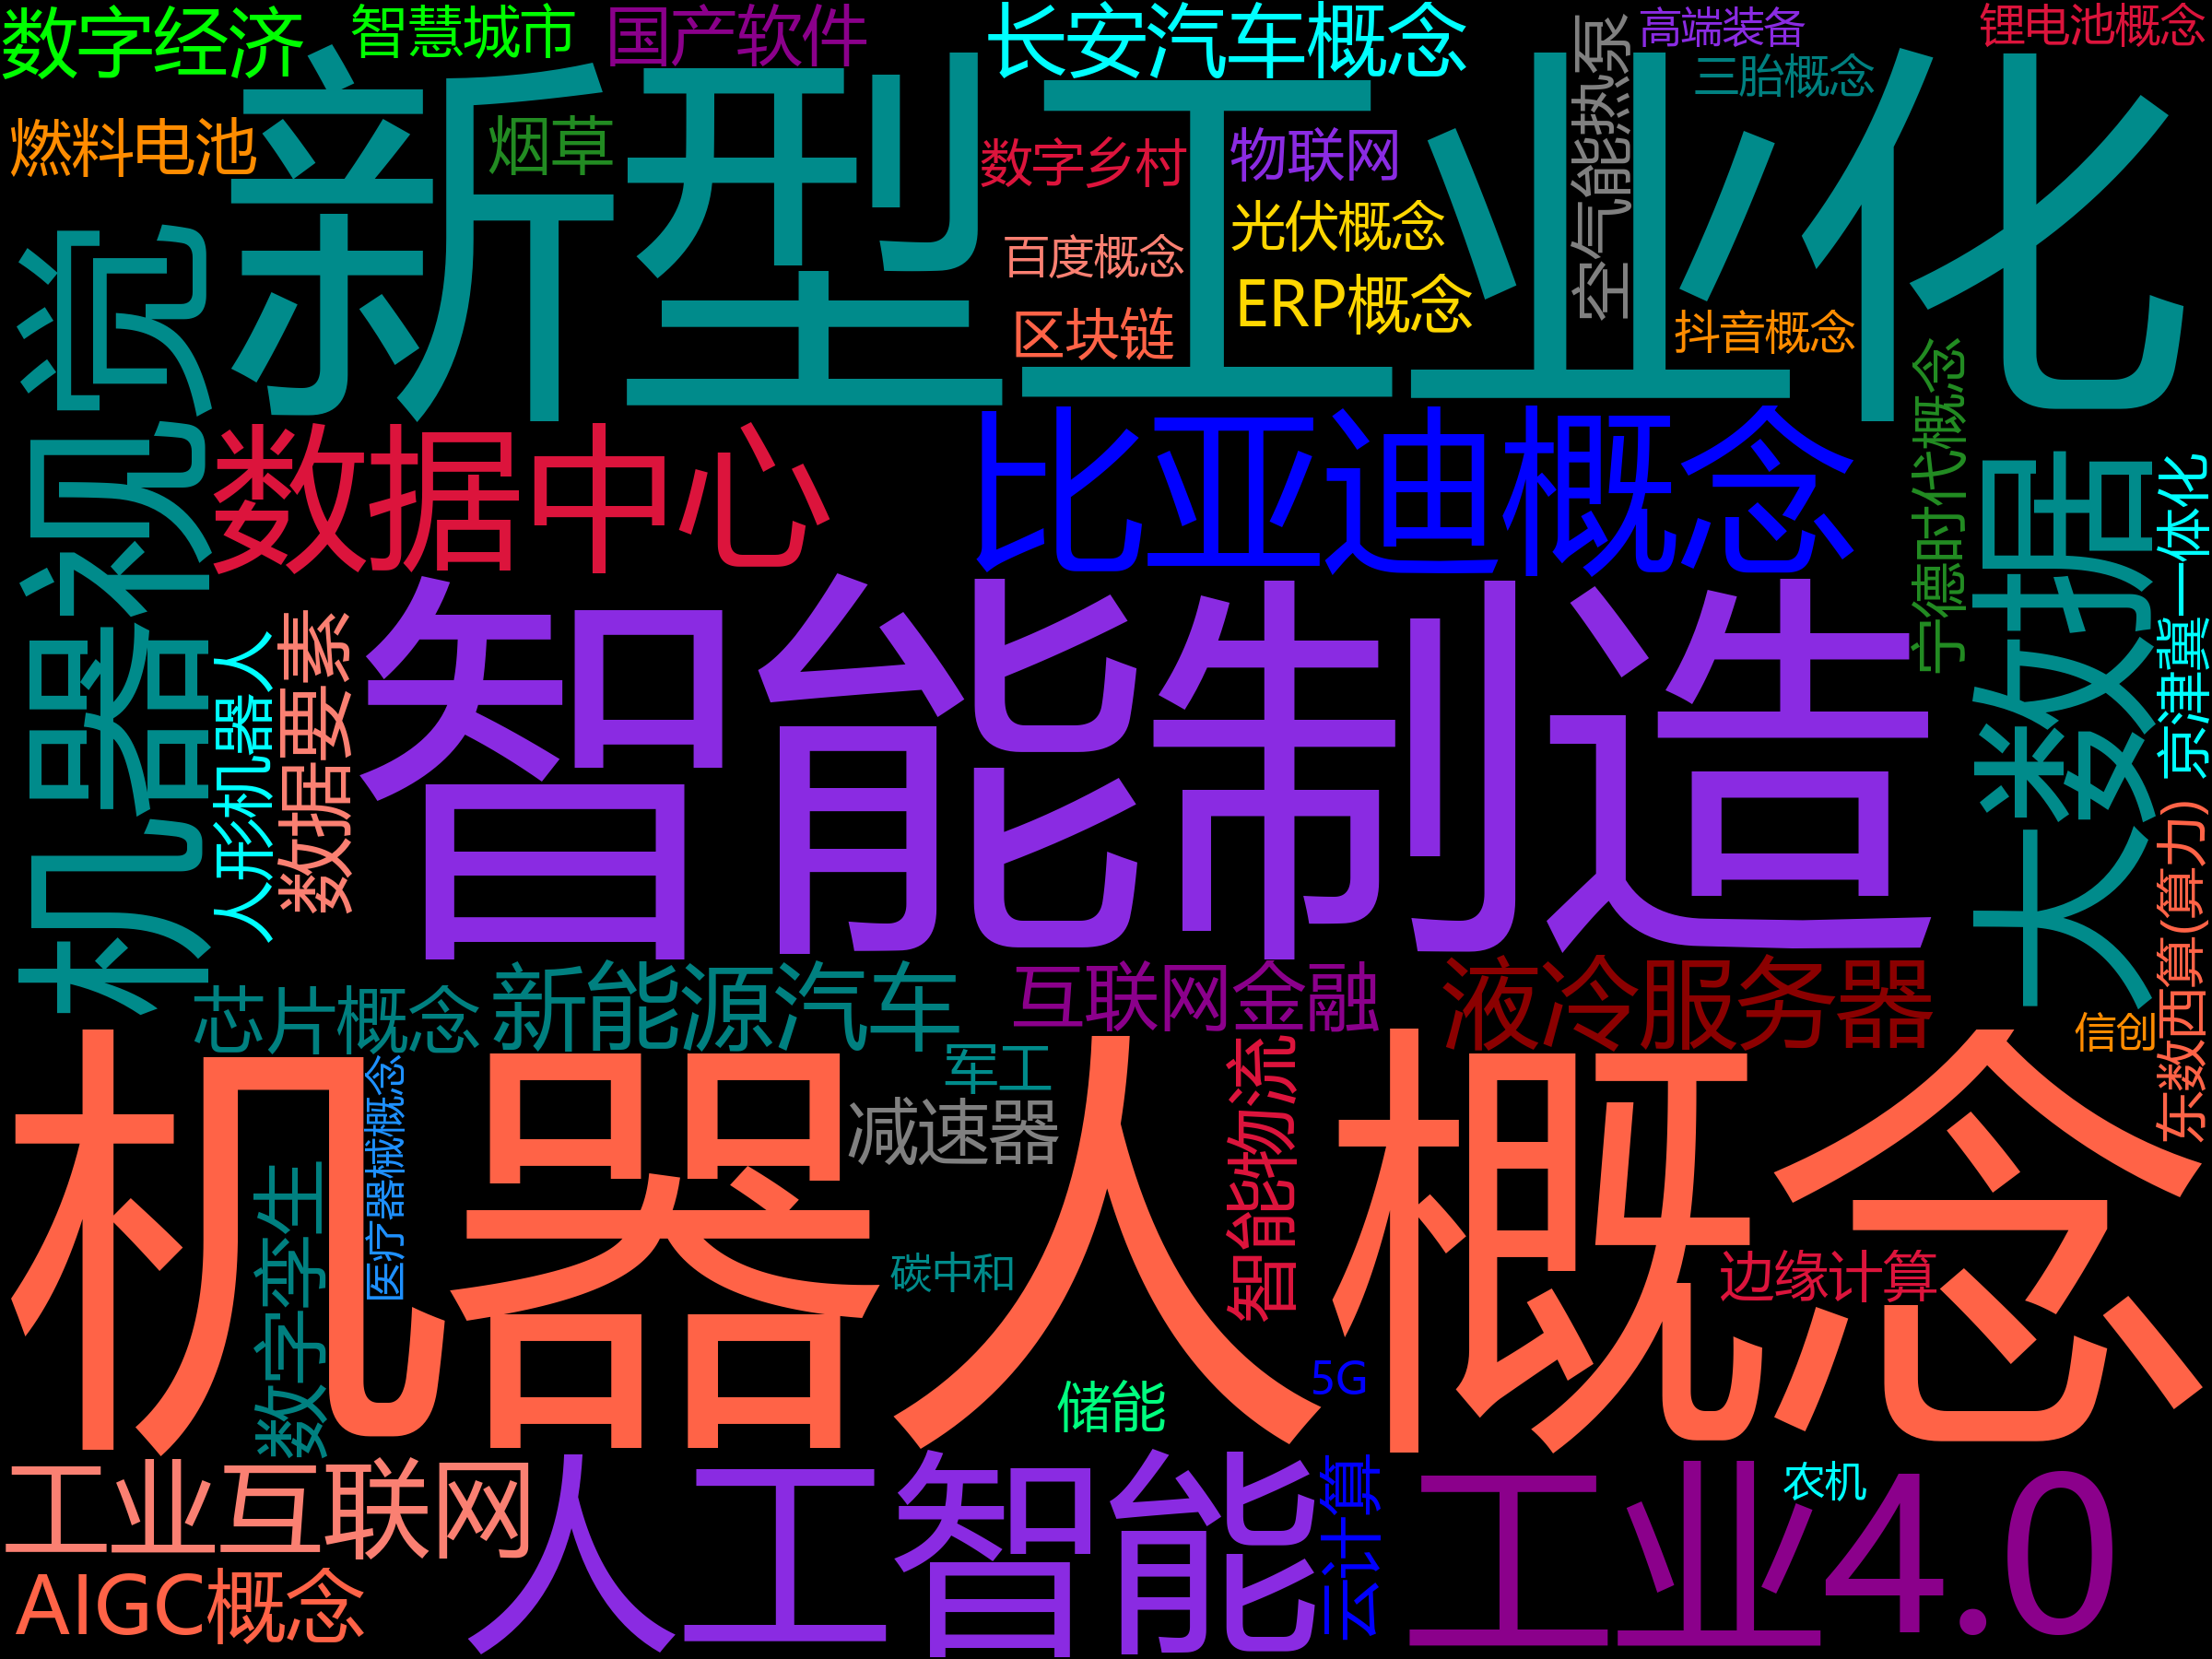 数字经济
智慧城市
国产软件
长安汽车概念
高端装备
锂电池概念
三胎概念
新型工业化
燃料电池
烟草
数字乡村
物联网
空气能热泵
百度概念
光伏概念
ERP概念
区块链
抖音概念
机器视觉
数据中心
比亚迪概念
宁德时代概念
大数据
京津冀一体化
人形机器人
数据要素
智能制造
东数西算(算力)
芯片概念
新能源汽车
互联网金融
液冷服务器
信创
军工
减速器
智能物流
机器人概念
医疗器械概念
数字孪生
碳中和
边缘计算
储能
5G
工业互联网
人工智能
云计算
工业4.0
农机
AIGC概念